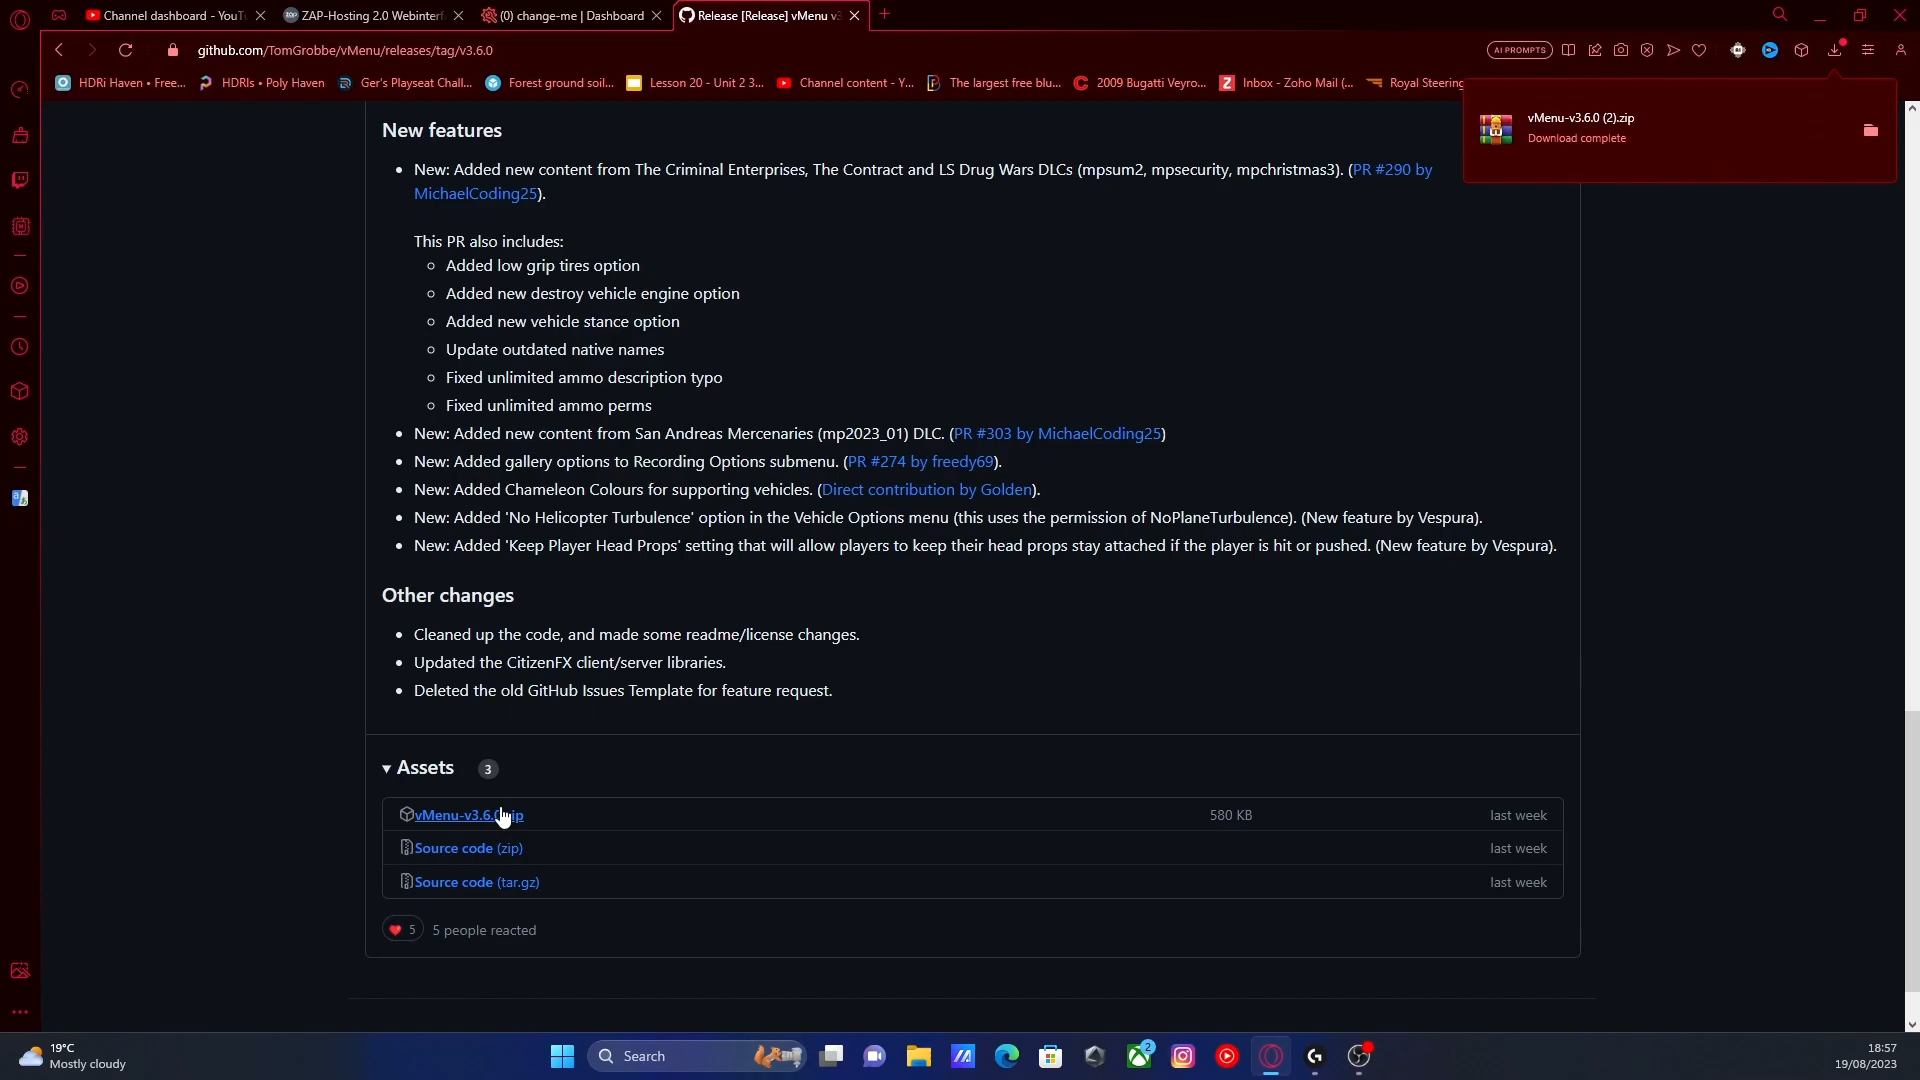 Channel dashboard - YouT
ZAP-Hosting 2.0 Webinterf
(0) change-me | Dashboard
Release [Release] vMenu v3
github.com/TomGrobbe/vMenu/releases/tag/v3.6.0
AI PROMPTS
HDRi Haven • Free...
HDRIs • Poly Haven
Ger's Playseat Chall...
Forest ground soil...
Lesson 20 - Unit 2 3...
Channel content - Y...
The largest free blu...
2009 Bugatti Veyro...
Inbox - Zoho Mail (...
Royal Steering
vMenu-v3.6.0 (2).zip
Download complete
New features
• New: Added new content from The Criminal Enterprises, The Contract and LS Drug Wars DLCs (mpsum2, mpsecurity, mpchristmas3). (PR #290 by
MichaelCoding25).
This PR also includes:
Added low grip tires option
Added new destroy vehicle engine option
Added new vehicle stance option
Update outdated native names
Fixed unlimited ammo description typo
Fixed unlimited ammo perms
• New: Added new content from San Andreas Mercenaries (mp2023_01) DLC. (PR #303 by MichaelCoding25)
• New: Added gallery options to Recording Options submenu. (PR #274 by freedy69).
• New: Added Chameleon Colours for supporting vehicles. (Direct contribution by Golden).
• New: Added 'No Helicopter Turbulence' option in the Vehicle Options menu (this uses the permission of NoPlaneTurbulence). (New feature by Vespura).
• New: Added 'Keep Player Head Props' setting that will allow players to keep their head props stay attached if the player is hit or pushed. (New feature by Vespura).
Other changes
• Cleaned up the code, and made some readme/license changes.
• Updated the CitizenFX client/server libraries.
• Deleted the old GitHub Issues Template for feature request.
Assets 3
vMenu-v3.6.0.zip 580 KB last week
Source code (zip) last week
Source code (tar.gz) last week
5 5 people reacted
19°C
Mostly cloudy
Search
2
18:57
19/08/2023